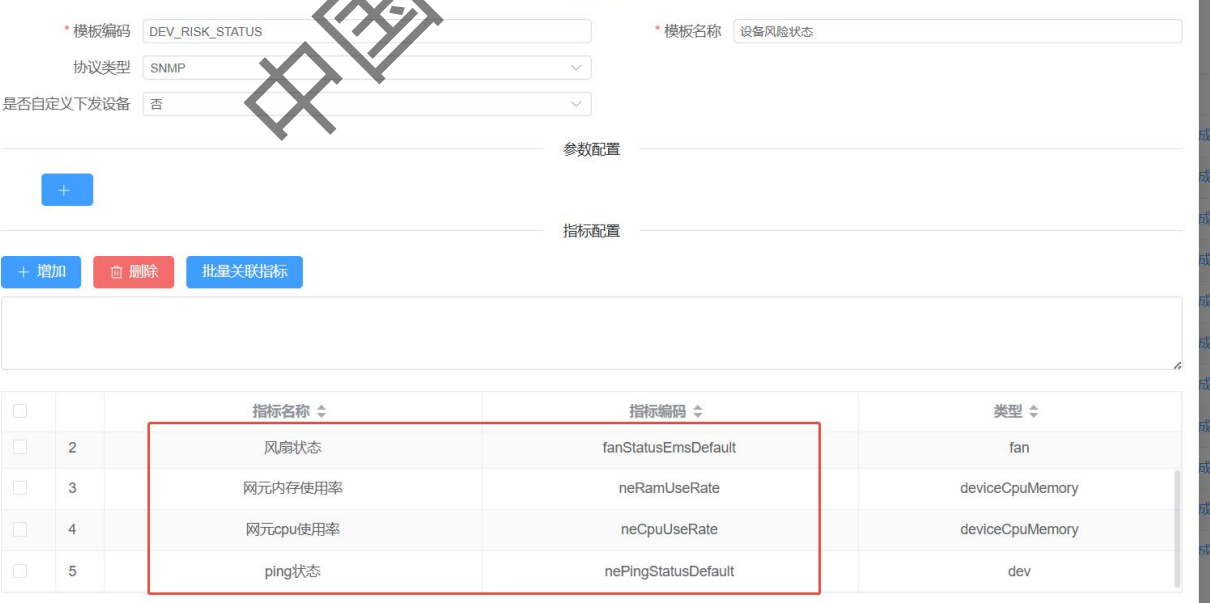 * 模板编码 DEV_RISK_STATUS * 模板名称 设备风险状态
协议类型 SNMP
是否自定义下发设备 否
参数配置
+
指标配置
+ 增加 删除 批量关联指标
指标名称 指标编码 类型
2 风扇状态 fanStatusEmsDefault fan
3 网元内存使用率 neRamUseRate deviceCpuMemory
4 网元cpu使用率 neCpuUseRate deviceCpuMemory
5 ping状态 nePingStatusDefault dev
中国